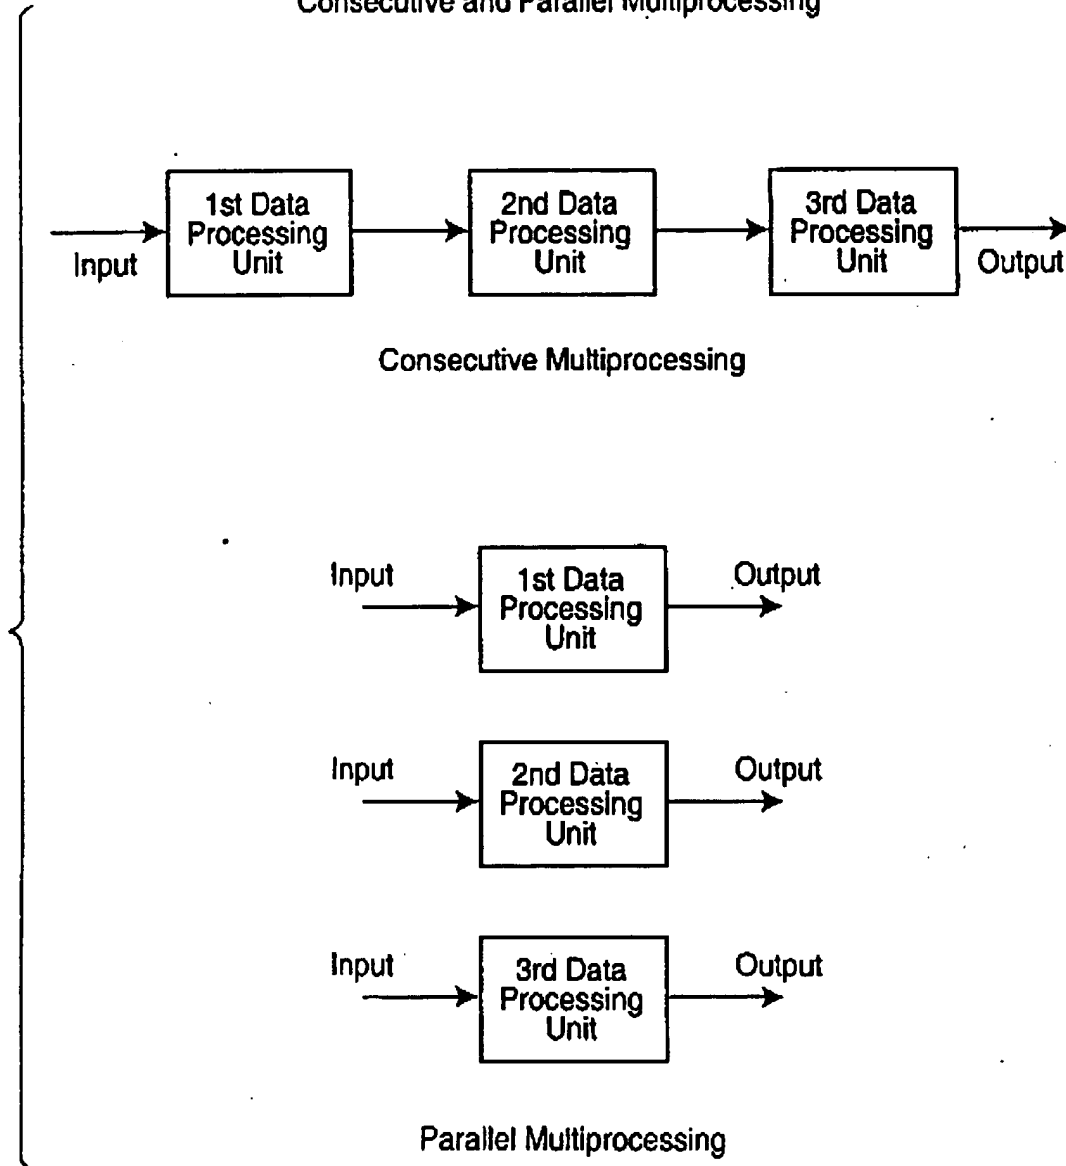 Consecutive and Parallel Multiprocessing
1st Data
Processing
Unit
2nd Data
Processing
Unit
3rd Data
Processing
Unit
Input
Output
Consecutive Multiprocessing
Input
1st Data
Processing
Unit
Output
Input
2nd Data
Processing
Unit
Output
Input
3rd Data
Processing
Unit
Output
Parallel Multiprocessing